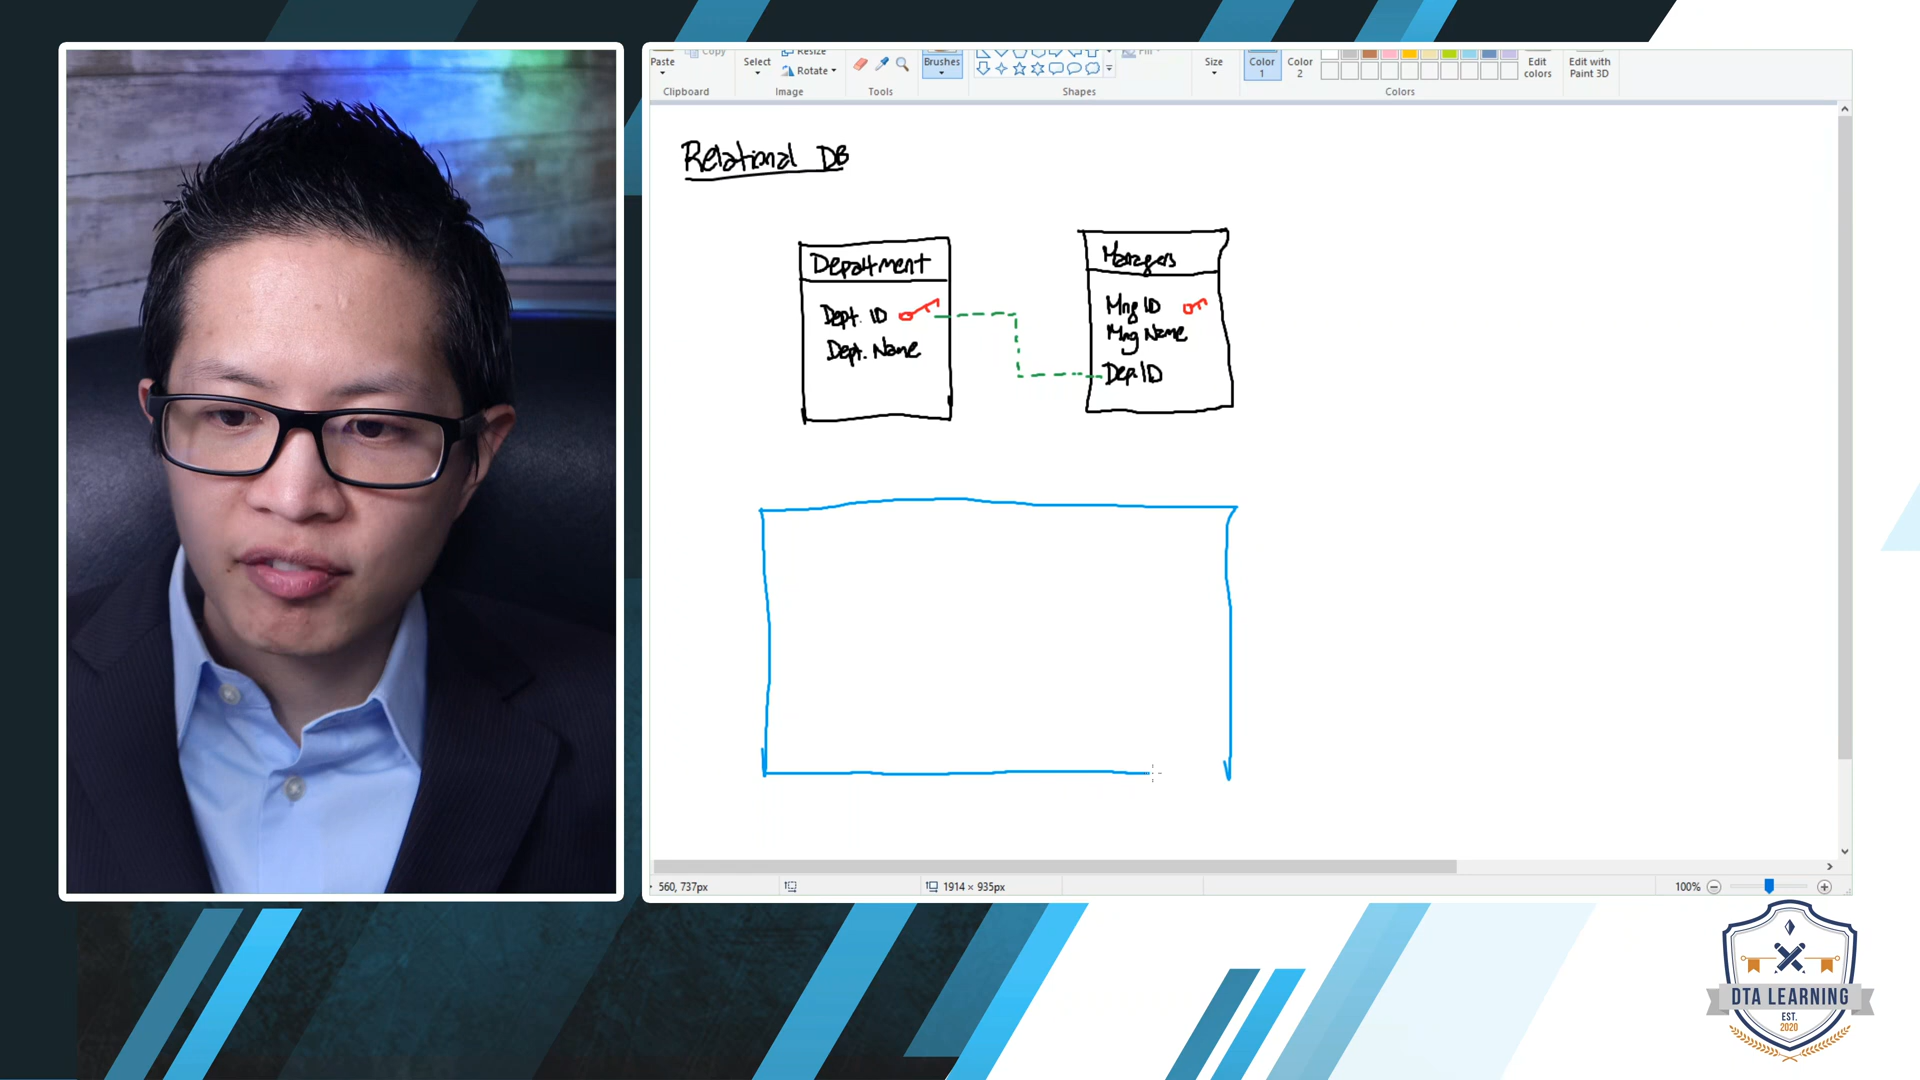 Copy
Resize
Paste
Select
Rotate
Brushes
Fill
Size
Color 1
Color 2
Edit colors
Edit with Paint 3D
Clipboard
Image
Tools
Shapes
Colors
Relational DB
Department
Dept. ID
Dept. Name
Managers
Mng ID
Mng Name
Dep.ID
560, 737px
1914 × 935px
100%
DTA LEARNING
EST.
2020